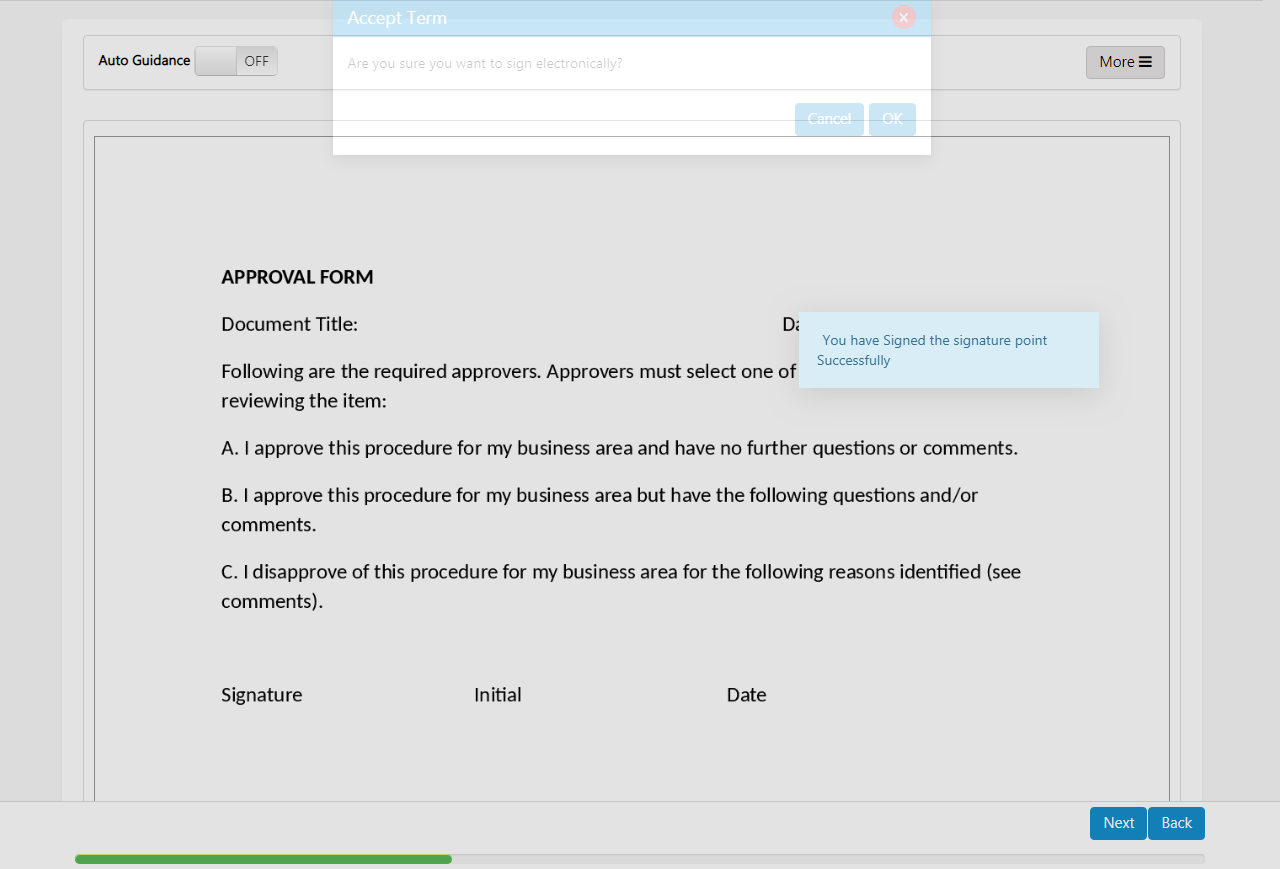 Accept Term
x
Auto Guidance OFF
Are you sure you want to sign electronically?
More
Cancel OK
APPROVAL FORM
Document Title:
You have Signed the signature point
Successfully
Following are the required approvers. Approvers must select one of
reviewing the item:
A. I approve this procedure for my business area and have no further questions or comments.
B. I approve this procedure for my business area but have the following questions and/or
comments.
C. I disapprove of this procedure for my business area for the following reasons identified (see
comments).
Signature Initial Date
Next Back